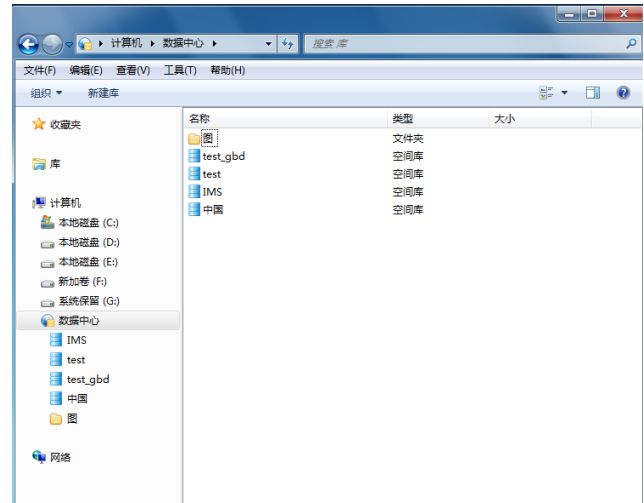 计算机 ▸ 数据中心 ▸
搜索 库
文件(F) 编辑(E) 查看(V) 工具(T) 帮助(H)
组织 新建库
收藏夹
库
计算机
本地磁盘 (C:)
本地磁盘 (D:)
本地磁盘 (E:)
新加卷 (F:)
系统保留 (G:)
数据中心
IMS
test
test_gbd
中国
图
网络
名称 类型 大小
图 文件夹
test_gbd 空间库
test 空间库
IMS 空间库
中国 空间库